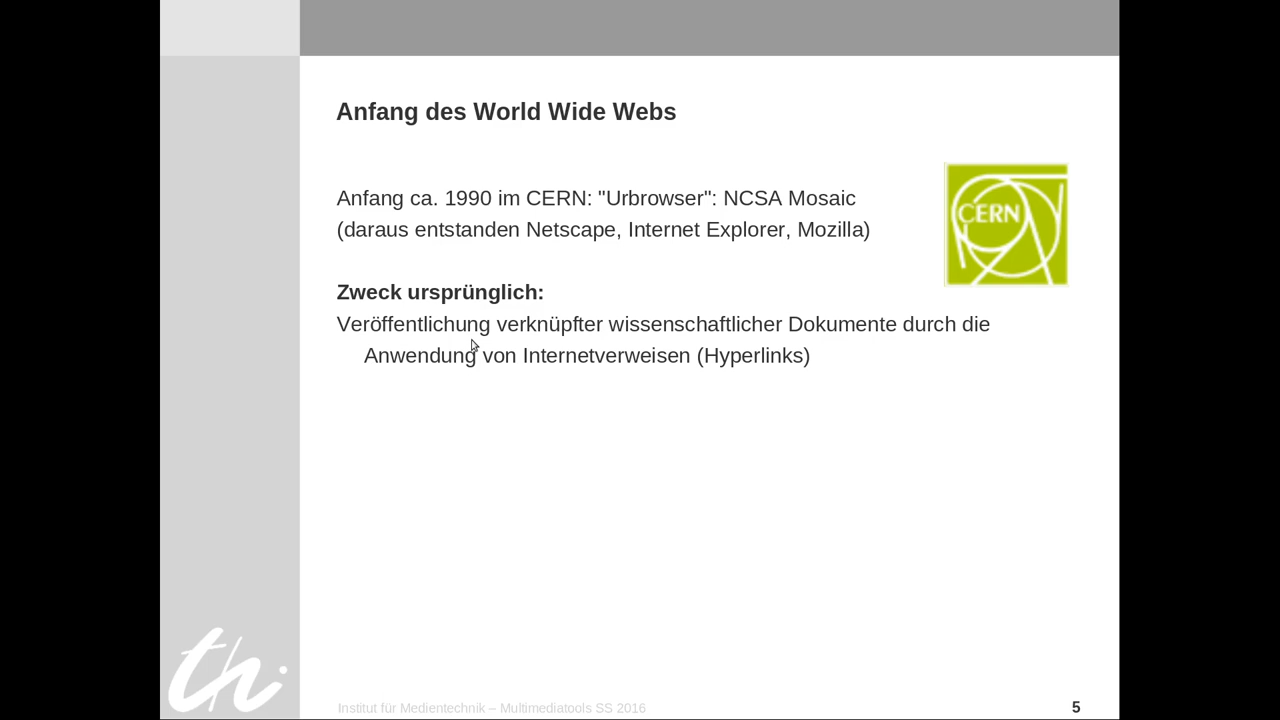 Anfang des World Wide Webs
Anfang ca. 1990 im CERN: "Urbrowser": NCSA Mosaic
(daraus entstanden Netscape, Internet Explorer, Mozilla)
CERN
Zweck ursprünglich:
Veröffentlichung verknüpfter wissenschaftlicher Dokumente durch die
Anwendung von Internetverweisen (Hyperlinks)
th
Institut für Medientechnik – Multimediatools SS 2016
5